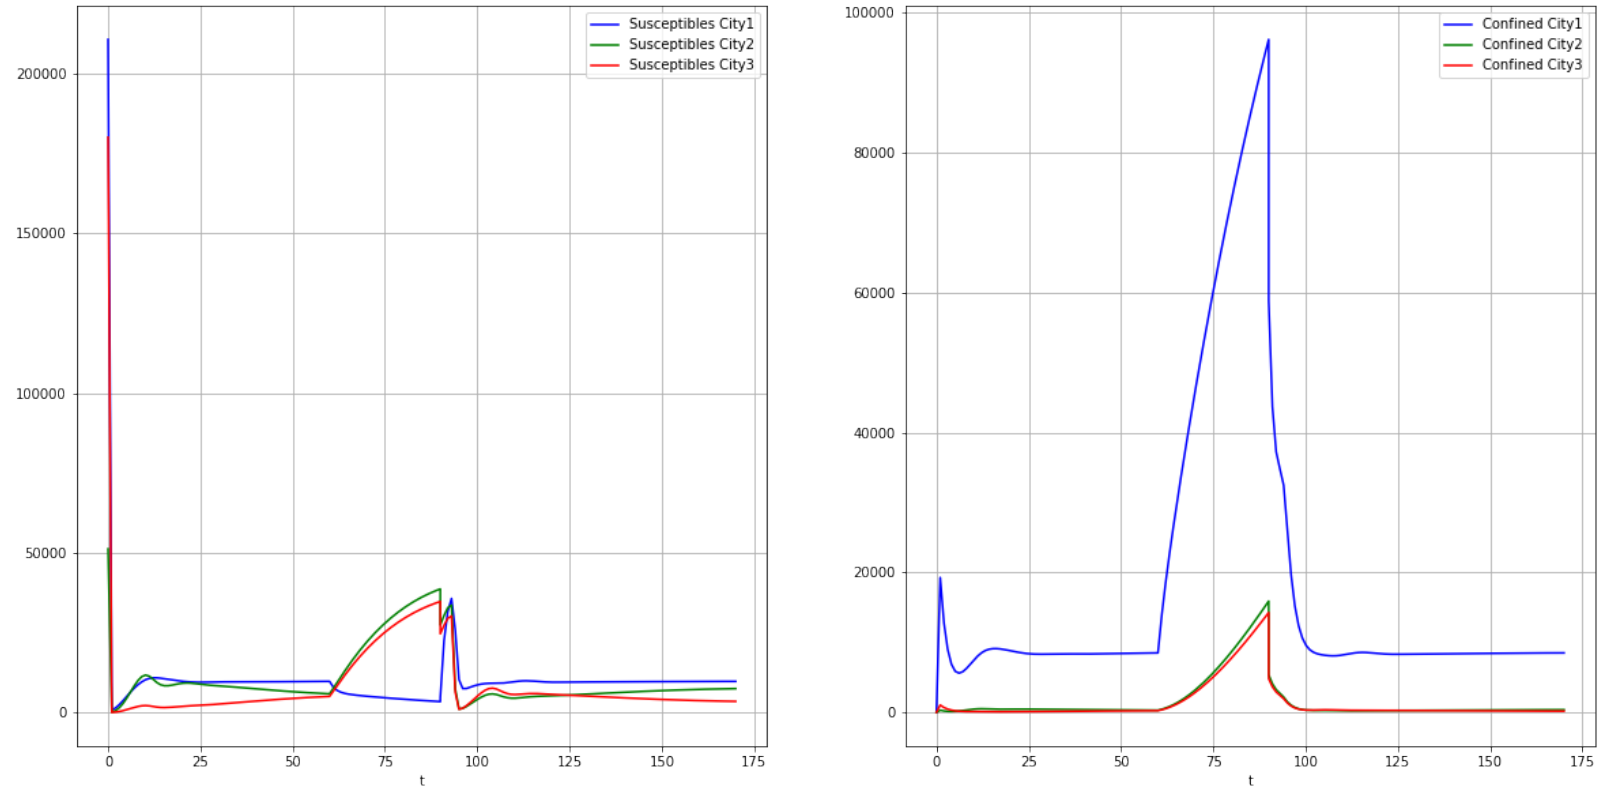 Susceptibles City1
Susceptibles City2
Susceptibles City3
200000
150000
100000
50000
0
0 25 50 75 100 125 150 175
t
Confined City1
Confined City2
Confined City3
100000
80000
60000
40000
20000
0
0 25 50 75 100 125 150 175
t